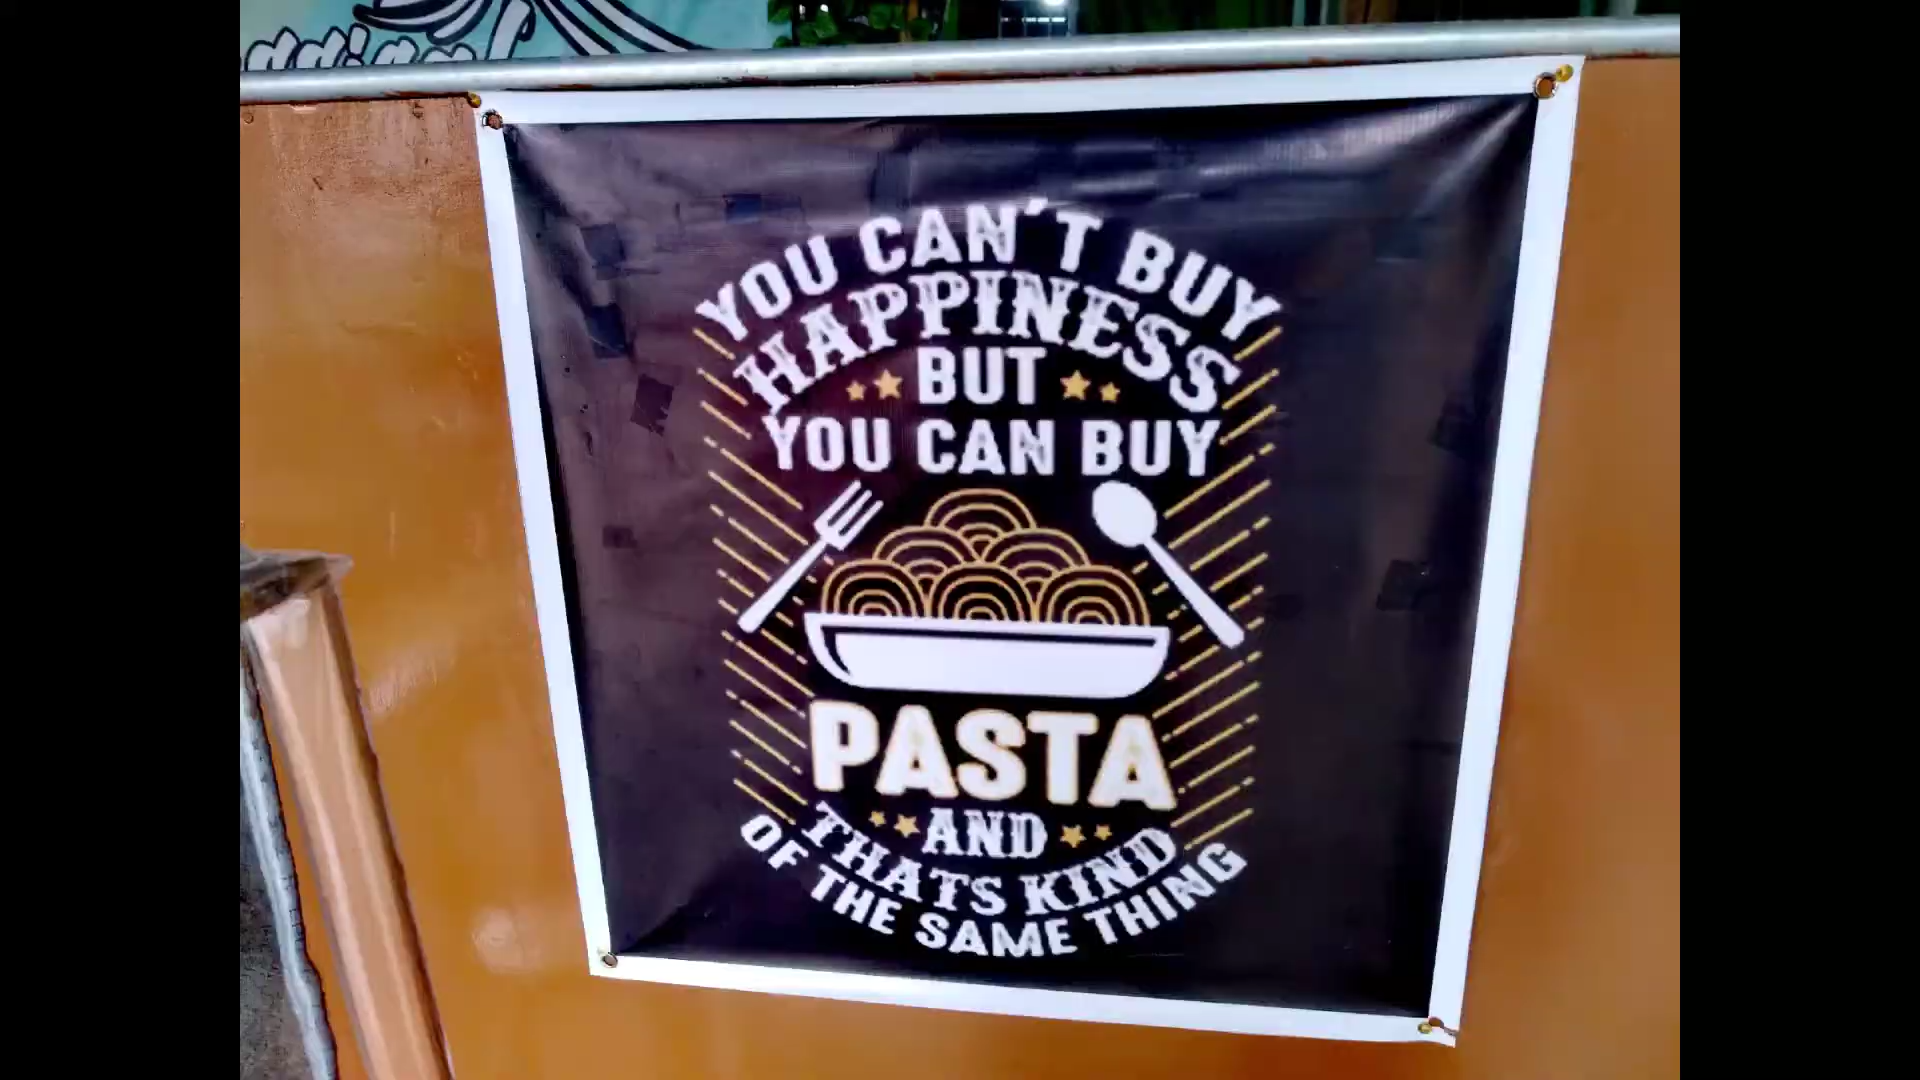 YOU CAN'T BUY
HAPPINESS
BUT
YOU CAN BUY
PASTA
AND
THATS KIND
OF THE SAME THING